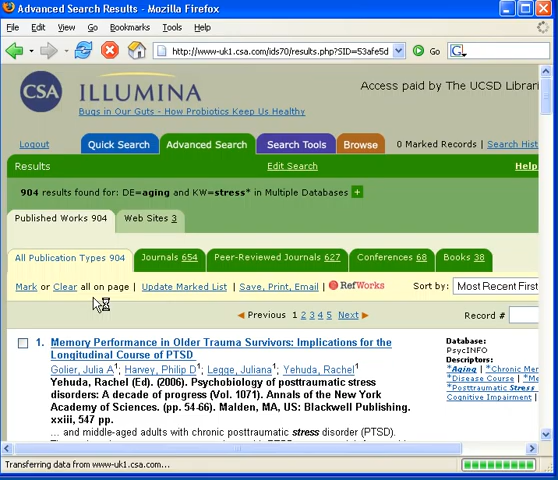 Advanced Search Results - Mozilla Firefox
File Edit View Go Bookmarks Tools Help
http://www-uk1.csa.com/ids70/results.php?SID=53afe5d Go
CSA ILLUMINA Access paid by The UCSD Librari
Bugs in Our Guts - How Probiotics Keep Us Healthy
Logout Quick Search Advanced Search Search Tools Browse 0 Marked Records | Search Hist
Results Edit Search Help
904 results found for: DE=aging and KW=stress* in Multiple Databases +
Published Works 904 Web Sites 3
All Publication Types 904 Journals 654 Peer-Reviewed Journals 627 Conferences 68 Books 38
Mark or Clear all on page | Update Marked List | Save, Print, Email | RefWorks Sort by: Most Recent First
Previous 1 2 3 4 5 Next Record #
1. Memory Performance in Older Trauma Survivors: Implications for the
Longitudinal Course of PTSD
Golier, Julia A1; Harvey, Philip D1; Legge, Juliana1; Yehuda, Rachel1
Yehuda, Rachel (Ed). (2006). Psychobiology of posttraumatic stress
disorders: A decade of progress (Vol. 1071). Annals of the New York
Academy of Sciences. (pp. 54-66). Malden, MA, US: Blackwell Publishing.
xxiii, 547 pp.
... and middle-aged adults with chronic posttraumatic stress disorder (PTSD).
Database:
PsycINFO
Descriptors:
*Aging | *Chronic Mer
*Disease Course | *Me
*Posttraumatic Stress
Cognitive Impairment |
Transferring data from www-uk1.csa.com...